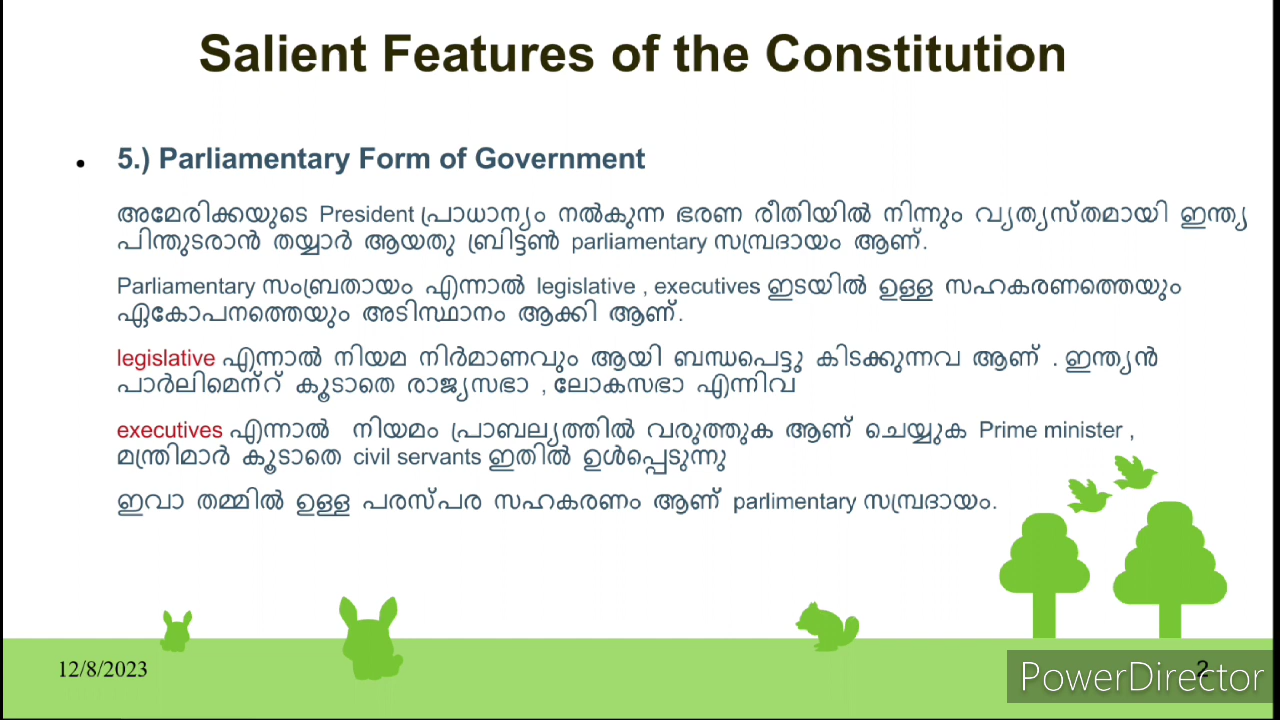 Salient Features of the Constitution
• 5.) Parliamentary Form of Government
അമേരിക്കയുടെ President പ്രാധാന്യം നൽകുന്ന ഭരണ രീതിയിൽ നിന്നും വ്യത്യസ്തമായി ഇന്ത്യ
പിന്തുടരാൻ തയ്യാർ ആയതു ബ്രിട്ടൺ parliamentary സമ്പ്രദായം ആണ്.
Parliamentary സംബ്രതായം എന്നാൽ legislative , executives ഇടയിൽ ഉള്ള സഹകരണത്തെയും
ഏകോപനത്തെയും അടിസ്ഥാനം ആക്കി ആണ്.
legislative എന്നാൽ നിയമ നിർമാണവും ആയി ബന്ധപെട്ടു കിടക്കുന്നവ ആണ് . ഇന്ത്യൻ
പാർലിമെന്റ് കൂടാതെ രാജ്യസഭാ , ലോകസഭാ എന്നിവ
executives എന്നാൽ നിയമം പ്രാബല്യത്തിൽ വരുത്തുക ആണ് ചെയ്യുക Prime minister ,
മന്ത്രിമാർ കൂടാതെ civil servants ഇതിൽ ഉൾപ്പെടുന്നു
ഇവാ തമ്മിൽ ഉള്ള പരസ്പര സഹകരണം ആണ് parlimentary സമ്പ്രദായം.
12/8/2023
2
PowerDirector